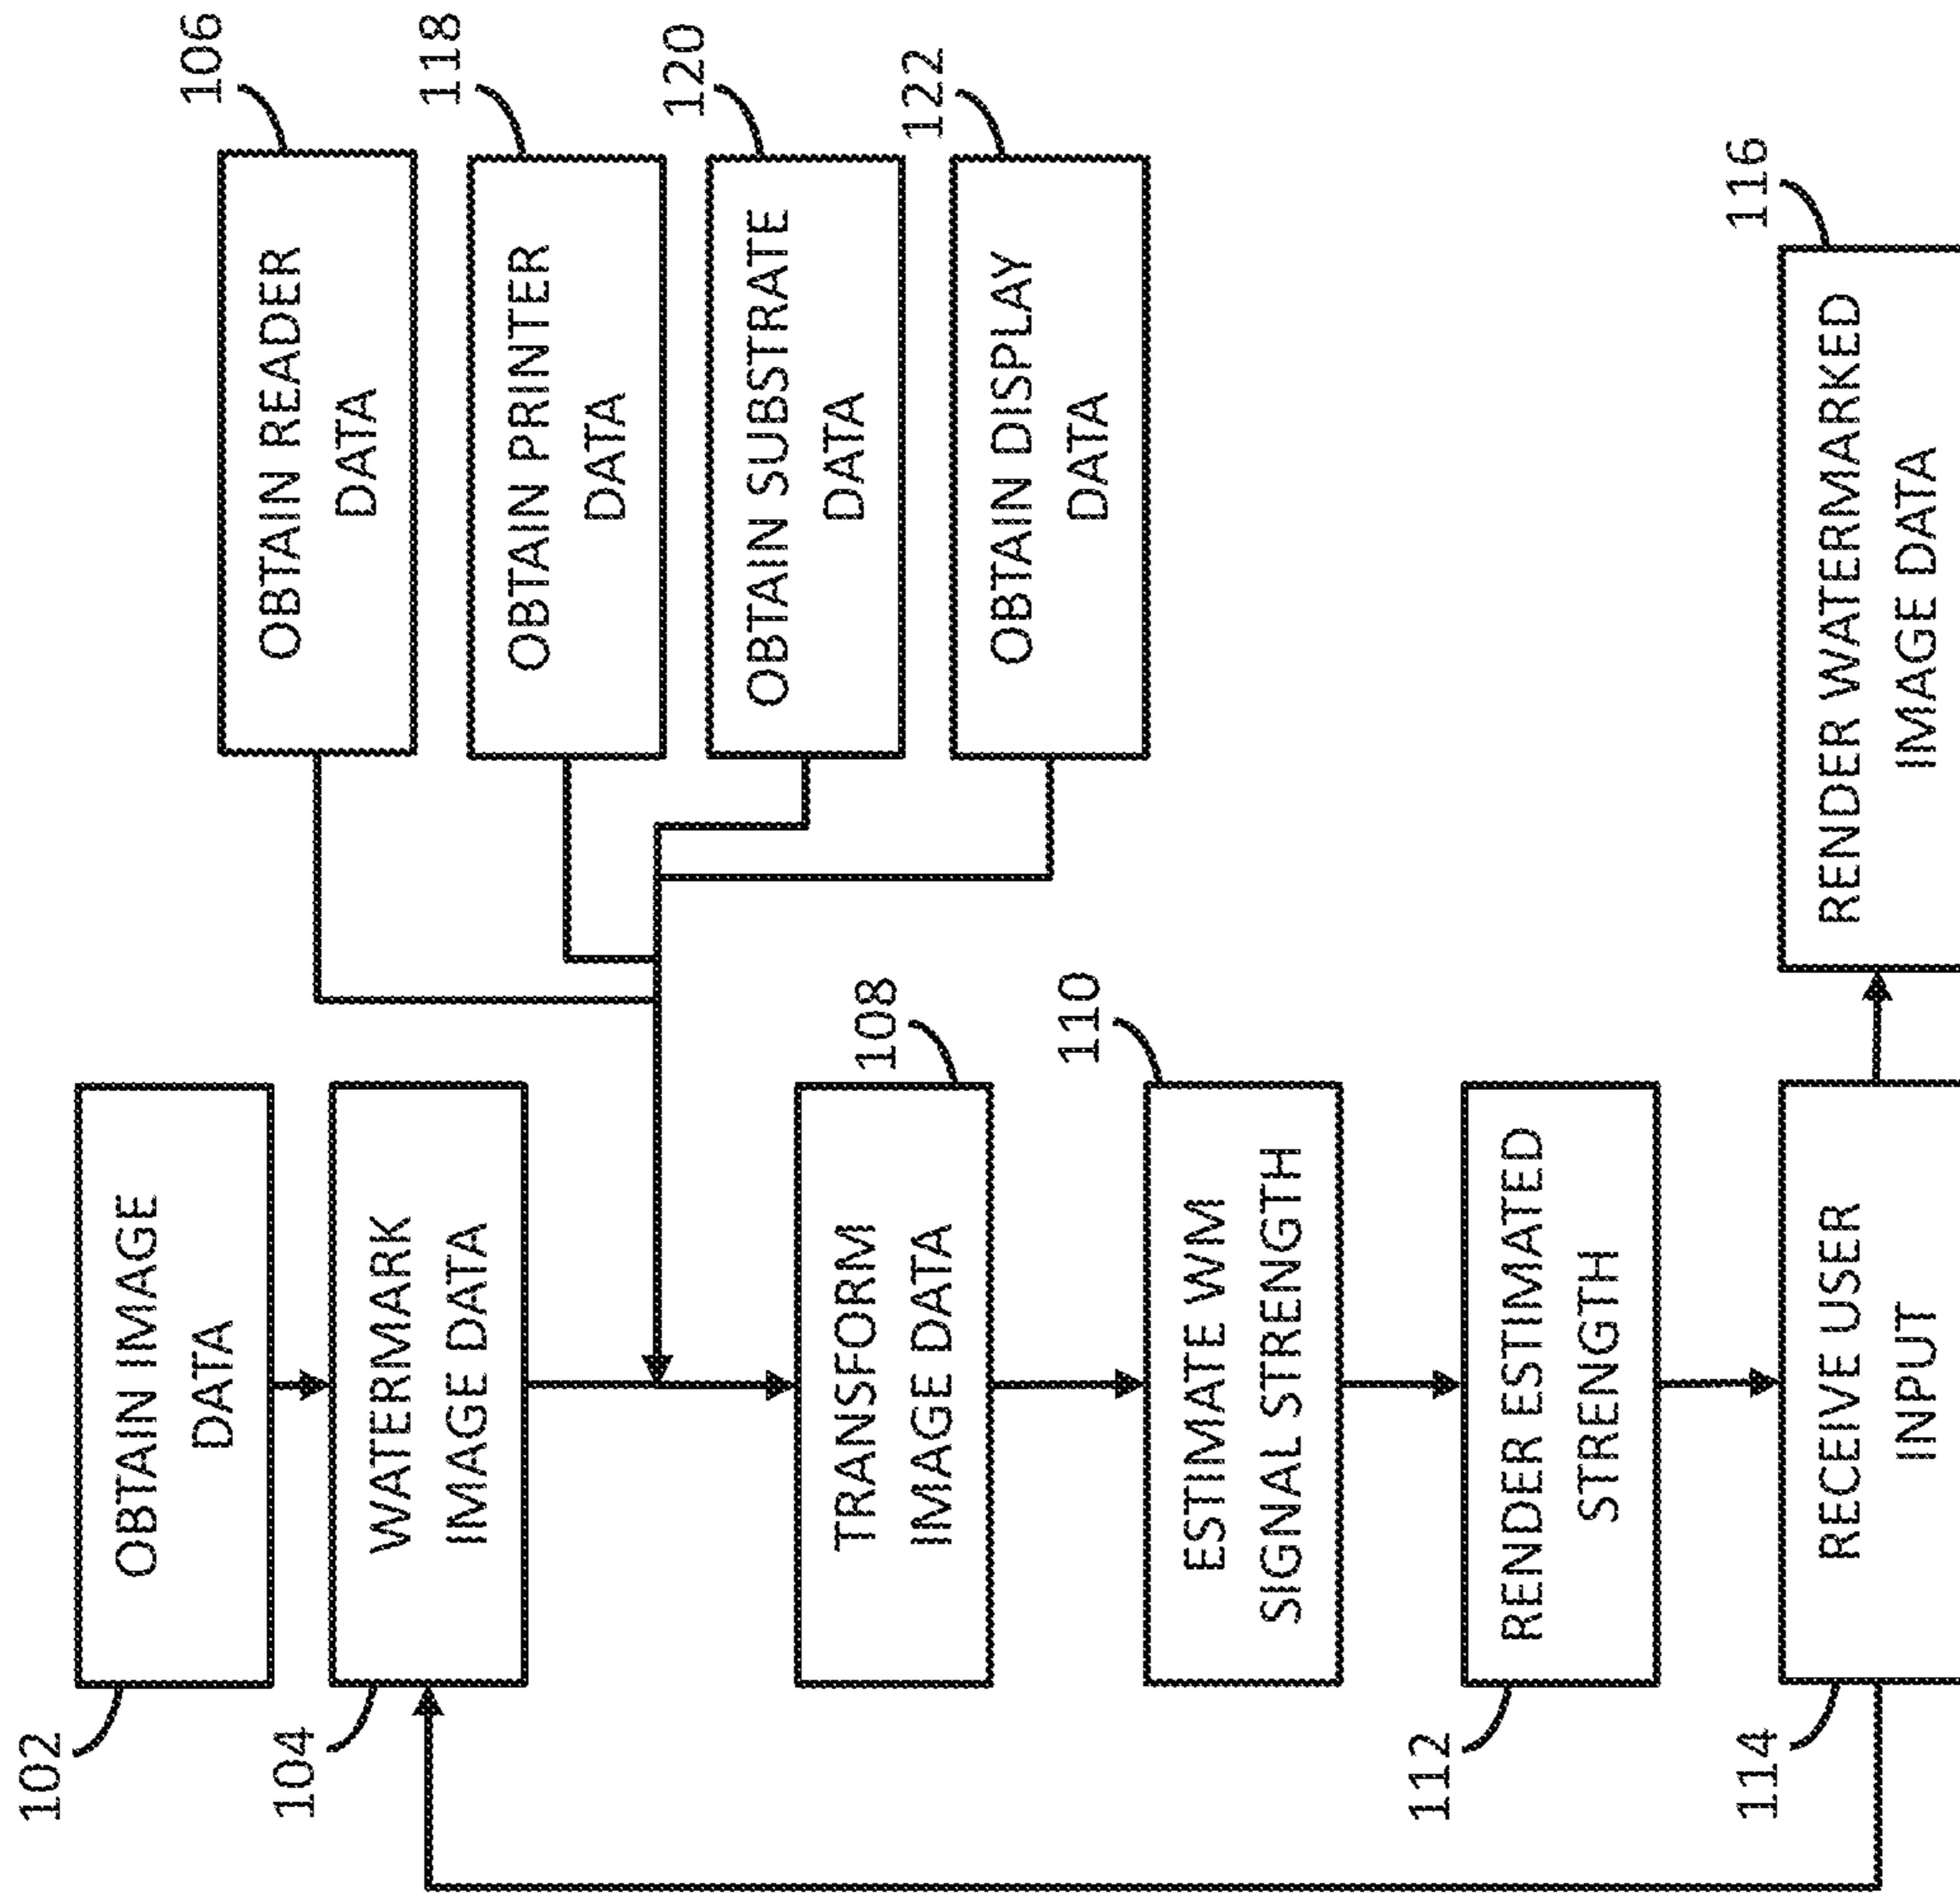 102
OBTAIN IMAGE
DATA
104
WATERMARK
IMAGE DATA
106
OBTAIN READER
DATA
118
OBTAIN PRINTER
DATA
120
OBTAIN SUBSTRATE
DATA
122
OBTAIN DISPLAY
DATA
108
TRANSFORM
IMAGE DATA
110
ESTIMATE WM
SIGNAL STRENGTH
112
RENDER ESTIMATED
STRENGTH
114
RECEIVE USER
INPUT
116
RENDER WATERMARKED
IMAGE DATA